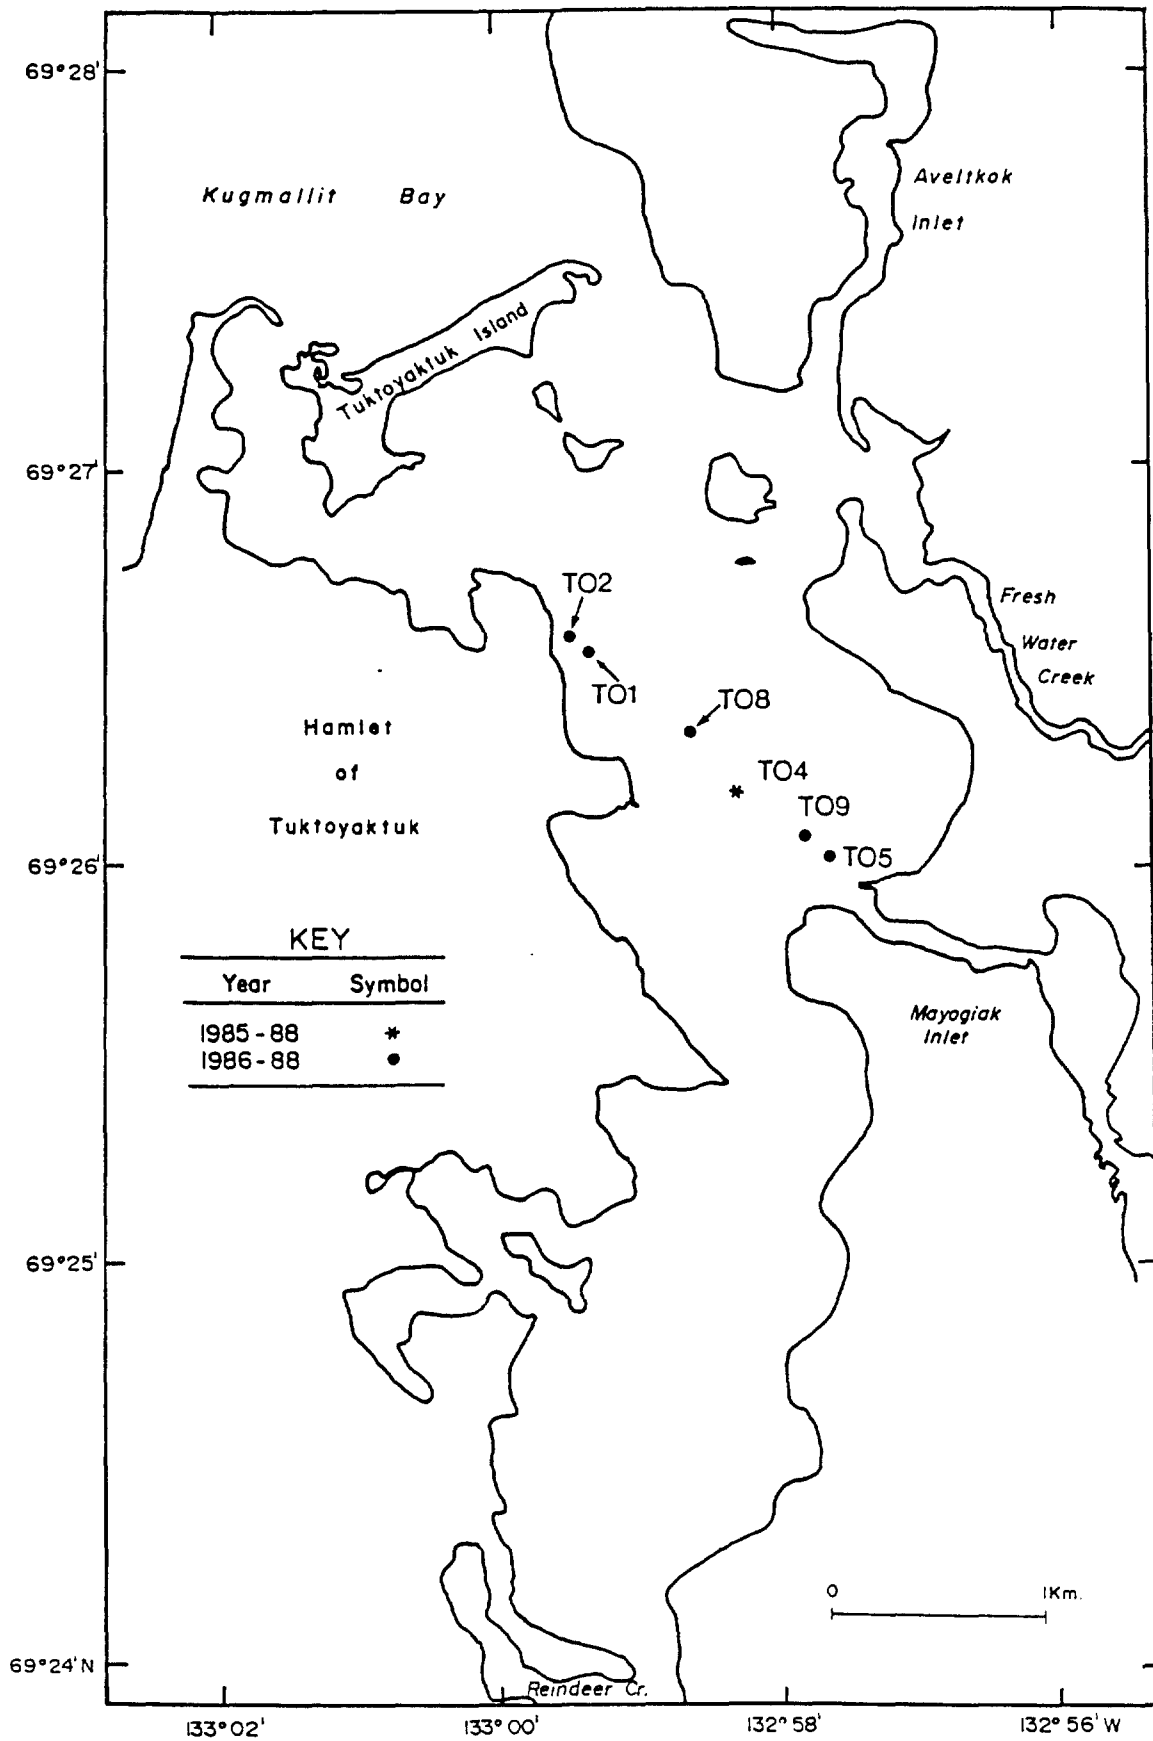 69°28'
Kugmallit Bay
Aveltkok
Inlet
Tuktoyaktuk Island
69°27'
TO2
TO1
Fresh
Water
Creek
TO8
Hamlet
of
Tuktoyaktuk
TO4
TO9
TO5
69°26'
KEY
Year Symbol
1985-88 *
1986-88 ●
Mayogiak
Inlet
69°25'
0 1Km.
69°24'N
Reindeer Cr.
133°02' 133°00' 132°58' 132°56'W